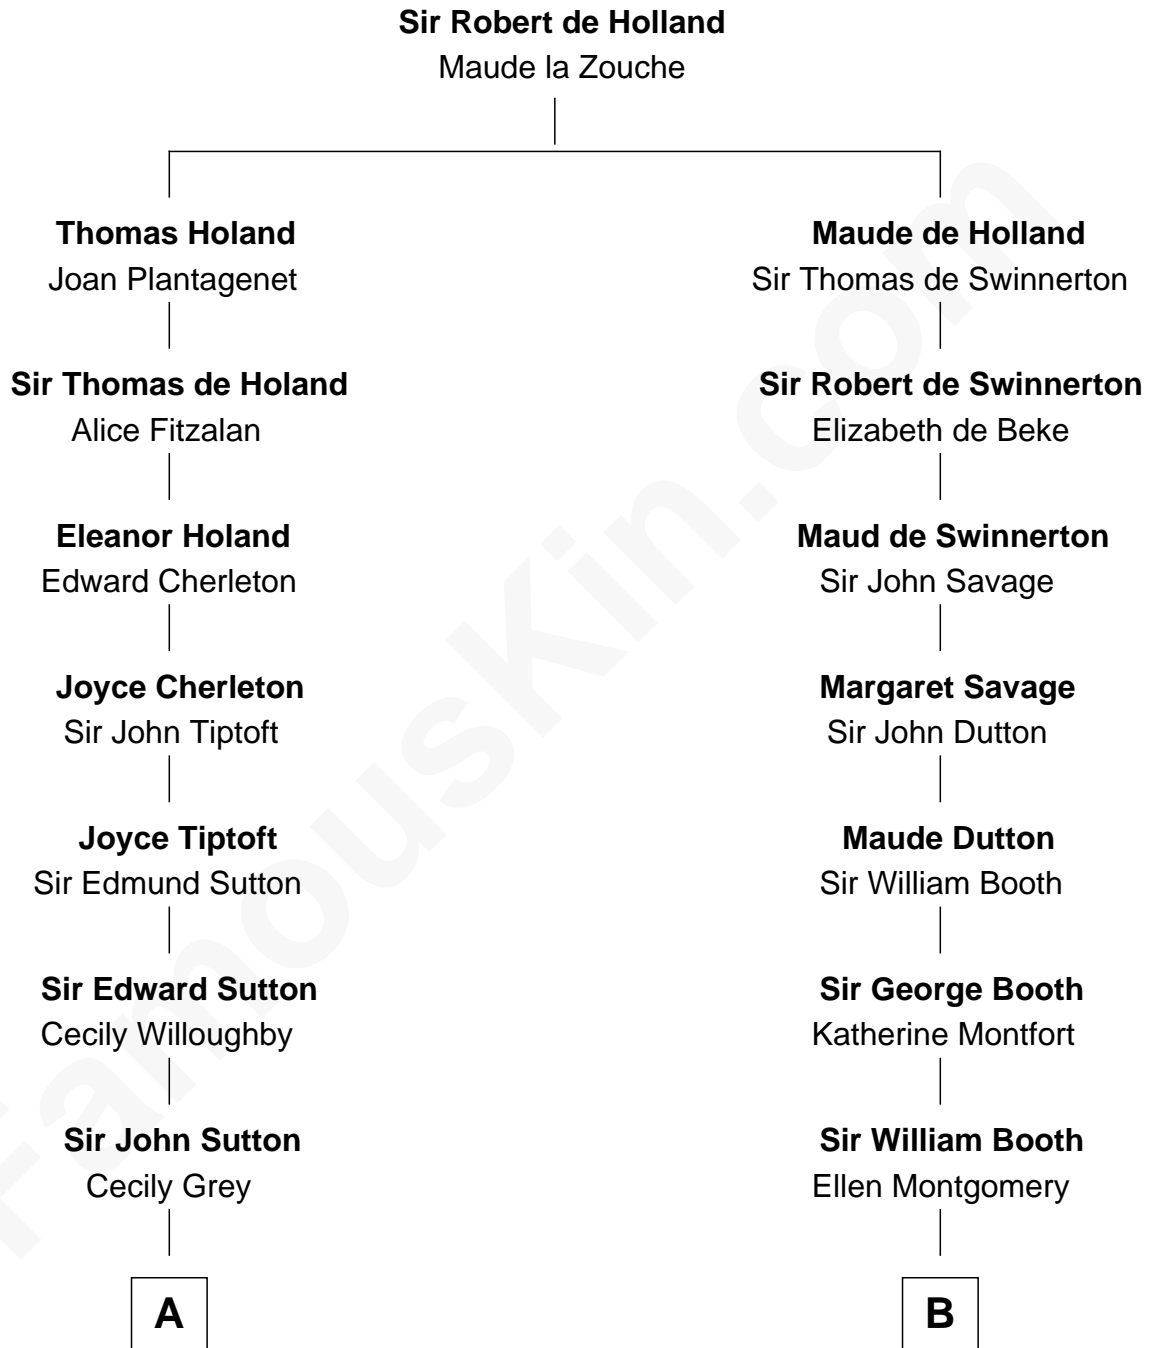 Sir Robert de Holland
Maude la Zouche
Thomas Holand
Joan Plantagenet
Maude de Holland
Sir Thomas de Swinnerton
Sir Thomas de Holand
Alice Fitzalan
Sir Robert de Swinnerton
Elizabeth de Beke
Eleanor Holand
Edward Cherleton
Maud de Swinnerton
Sir John Savage
Joyce Cherleton
Sir John Tiptoft
Margaret Savage
Sir John Dutton
Joyce Tiptoft
Sir Edmund Sutton
Maude Dutton
Sir William Booth
Sir Edward Sutton
Cecily Willoughby
Sir George Booth
Katherine Montfort
Sir John Sutton
Cecily Grey
Sir William Booth
Ellen Montgomery
A
B
FamousKin.com